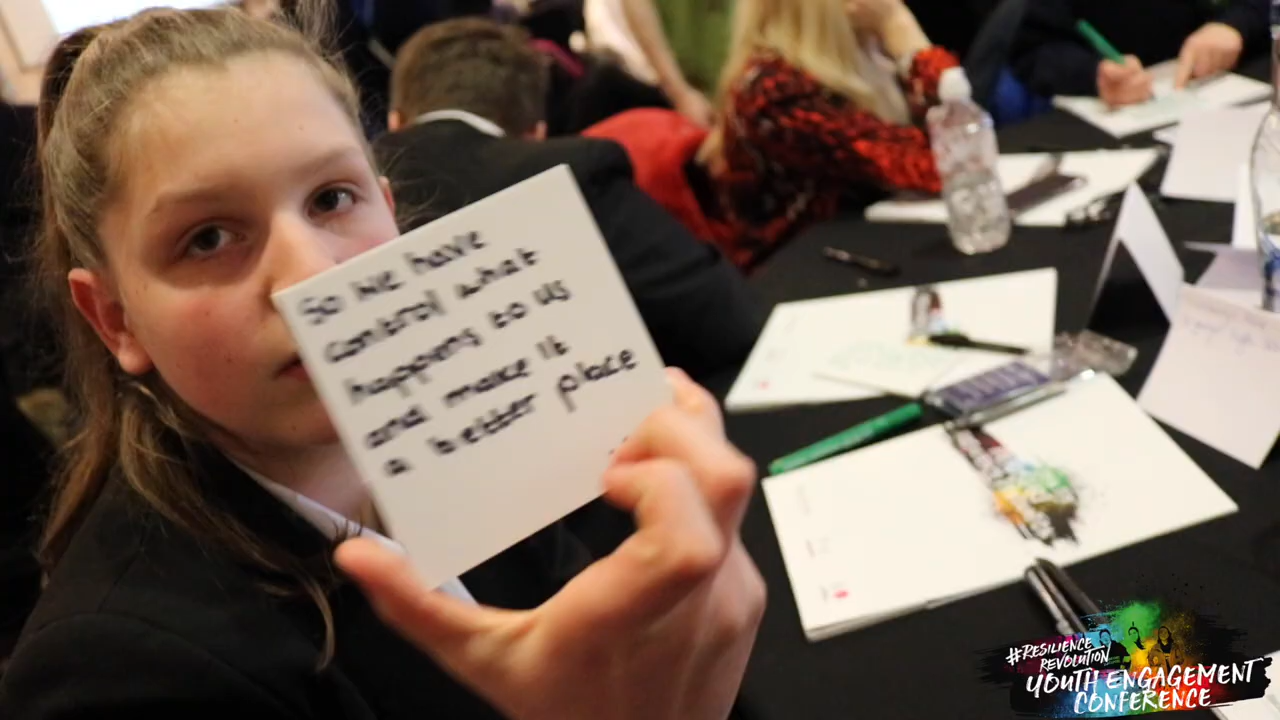 So we have
control what
happens to us
and make it
a better place
#RESILIENCE
REVOLUTION
YOUTH ENGAGEMENT
CONFERENCE